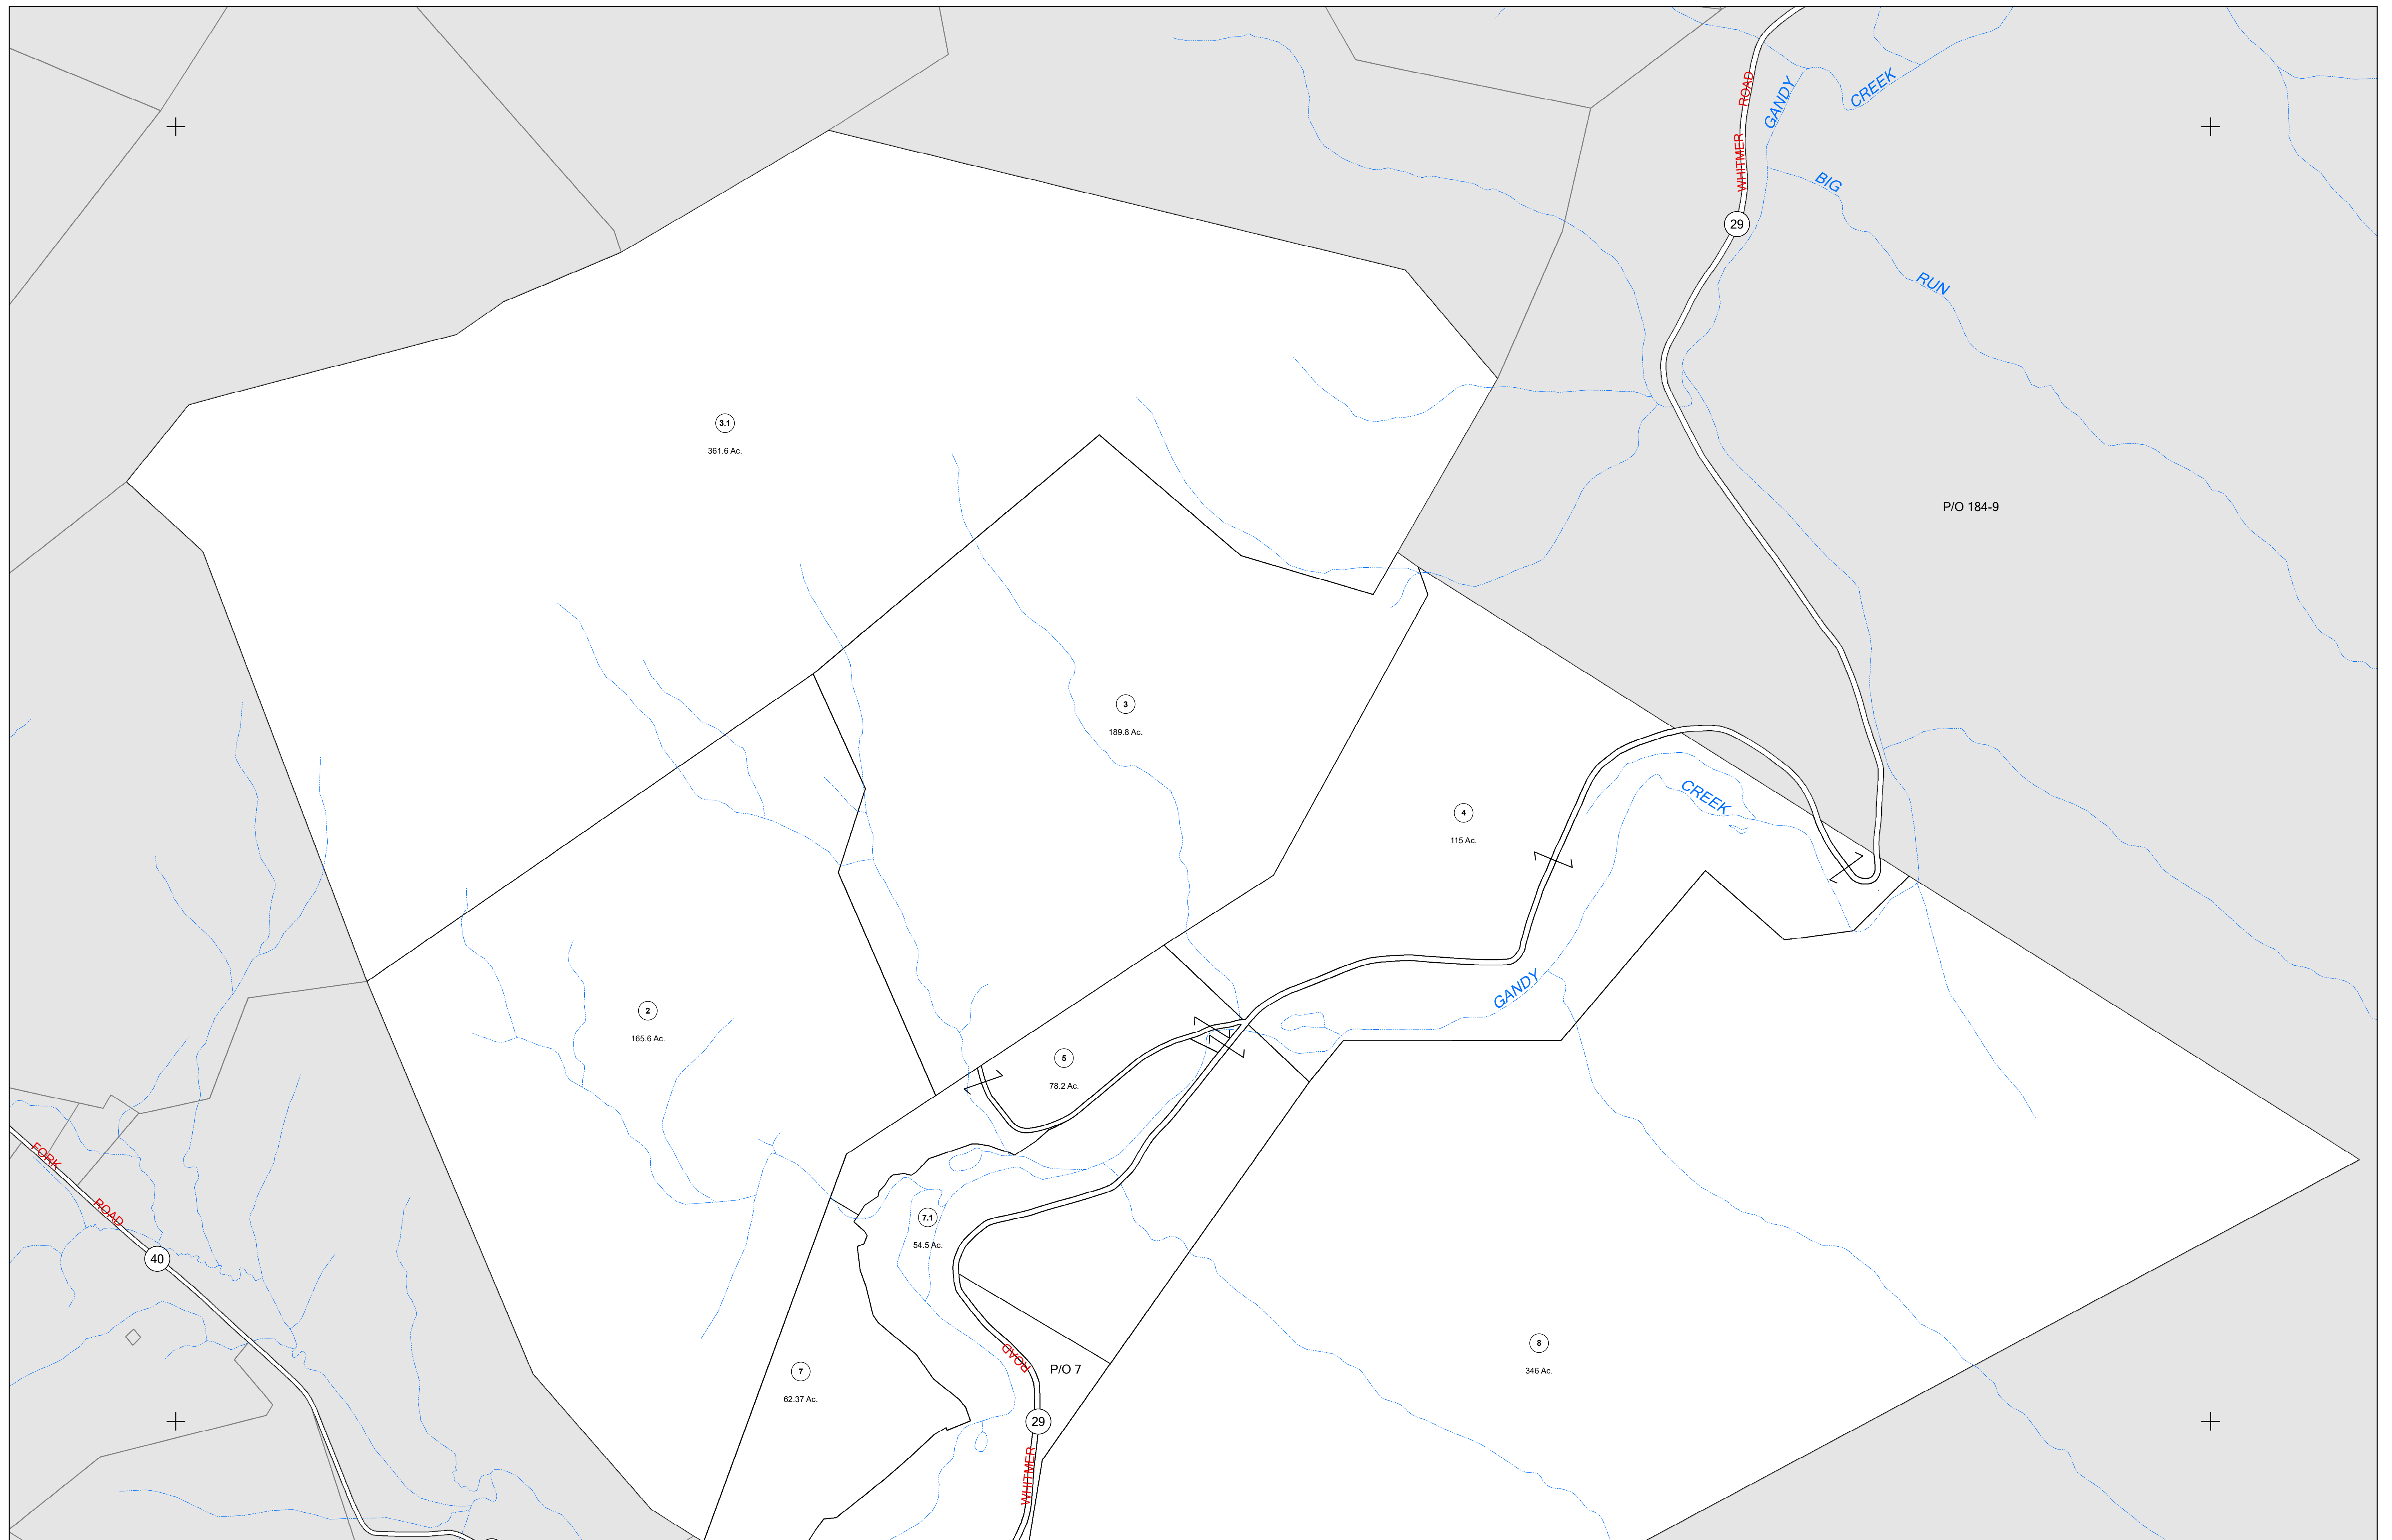 ROAD
WHITMER
29
GANDY
CREEK
BIG
RUN
3.1
361.6 Ac.
P/O 184-9
3
189.8 Ac.
4
115 Ac.
CREEK
GANDY
2
165.6 Ac.
5
78.2 Ac.
FORK
ROAD
40
7.1
54.5 Ac.
ROAD
P/O 7
7
62.37 Ac.
8
346 Ac.
29
WHITMER